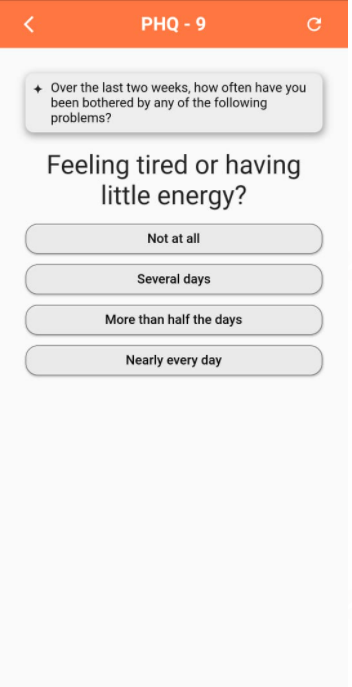 PHQ - 9
Over the last two weeks, how often have you
been bothered by any of the following
problems?
Feeling tired or having
little energy?
Not at all
Several days
More than half the days
Nearly every day